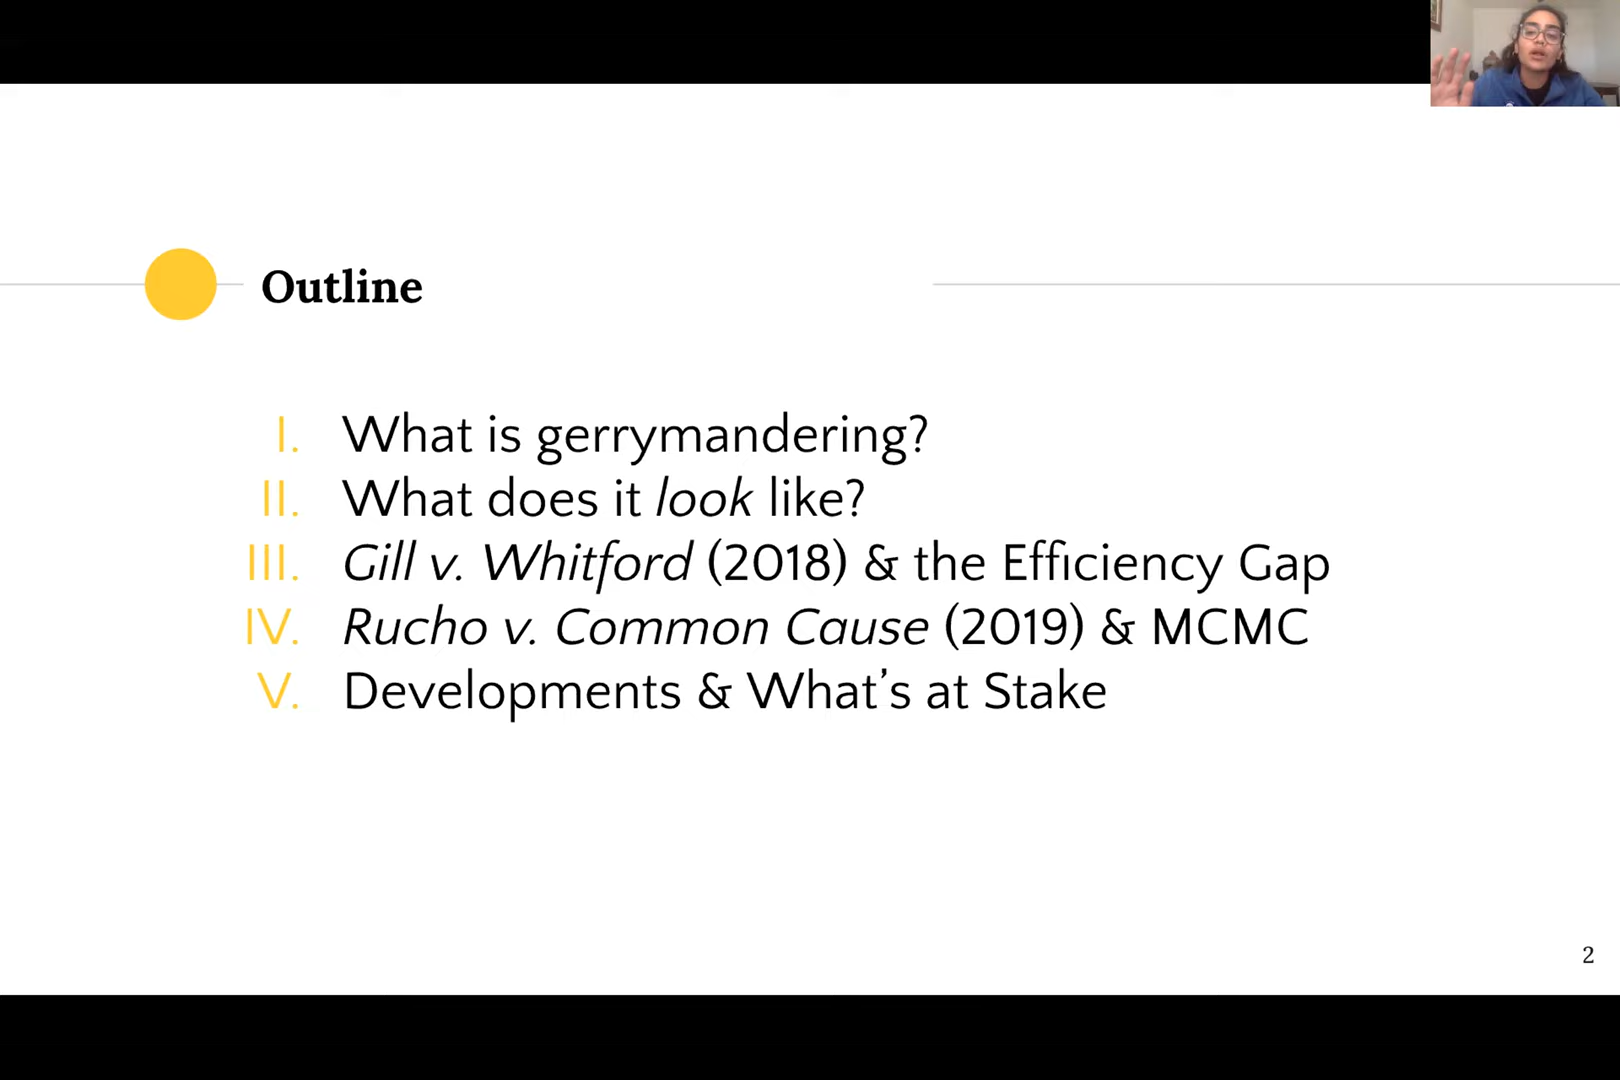 Outline
I. What is gerrymandering?
II. What does it look like?
III. Gill v. Whitford (2018) & the Efficiency Gap
IV. Rucho v. Common Cause (2019) & MCMC
V. Developments & What's at Stake
2